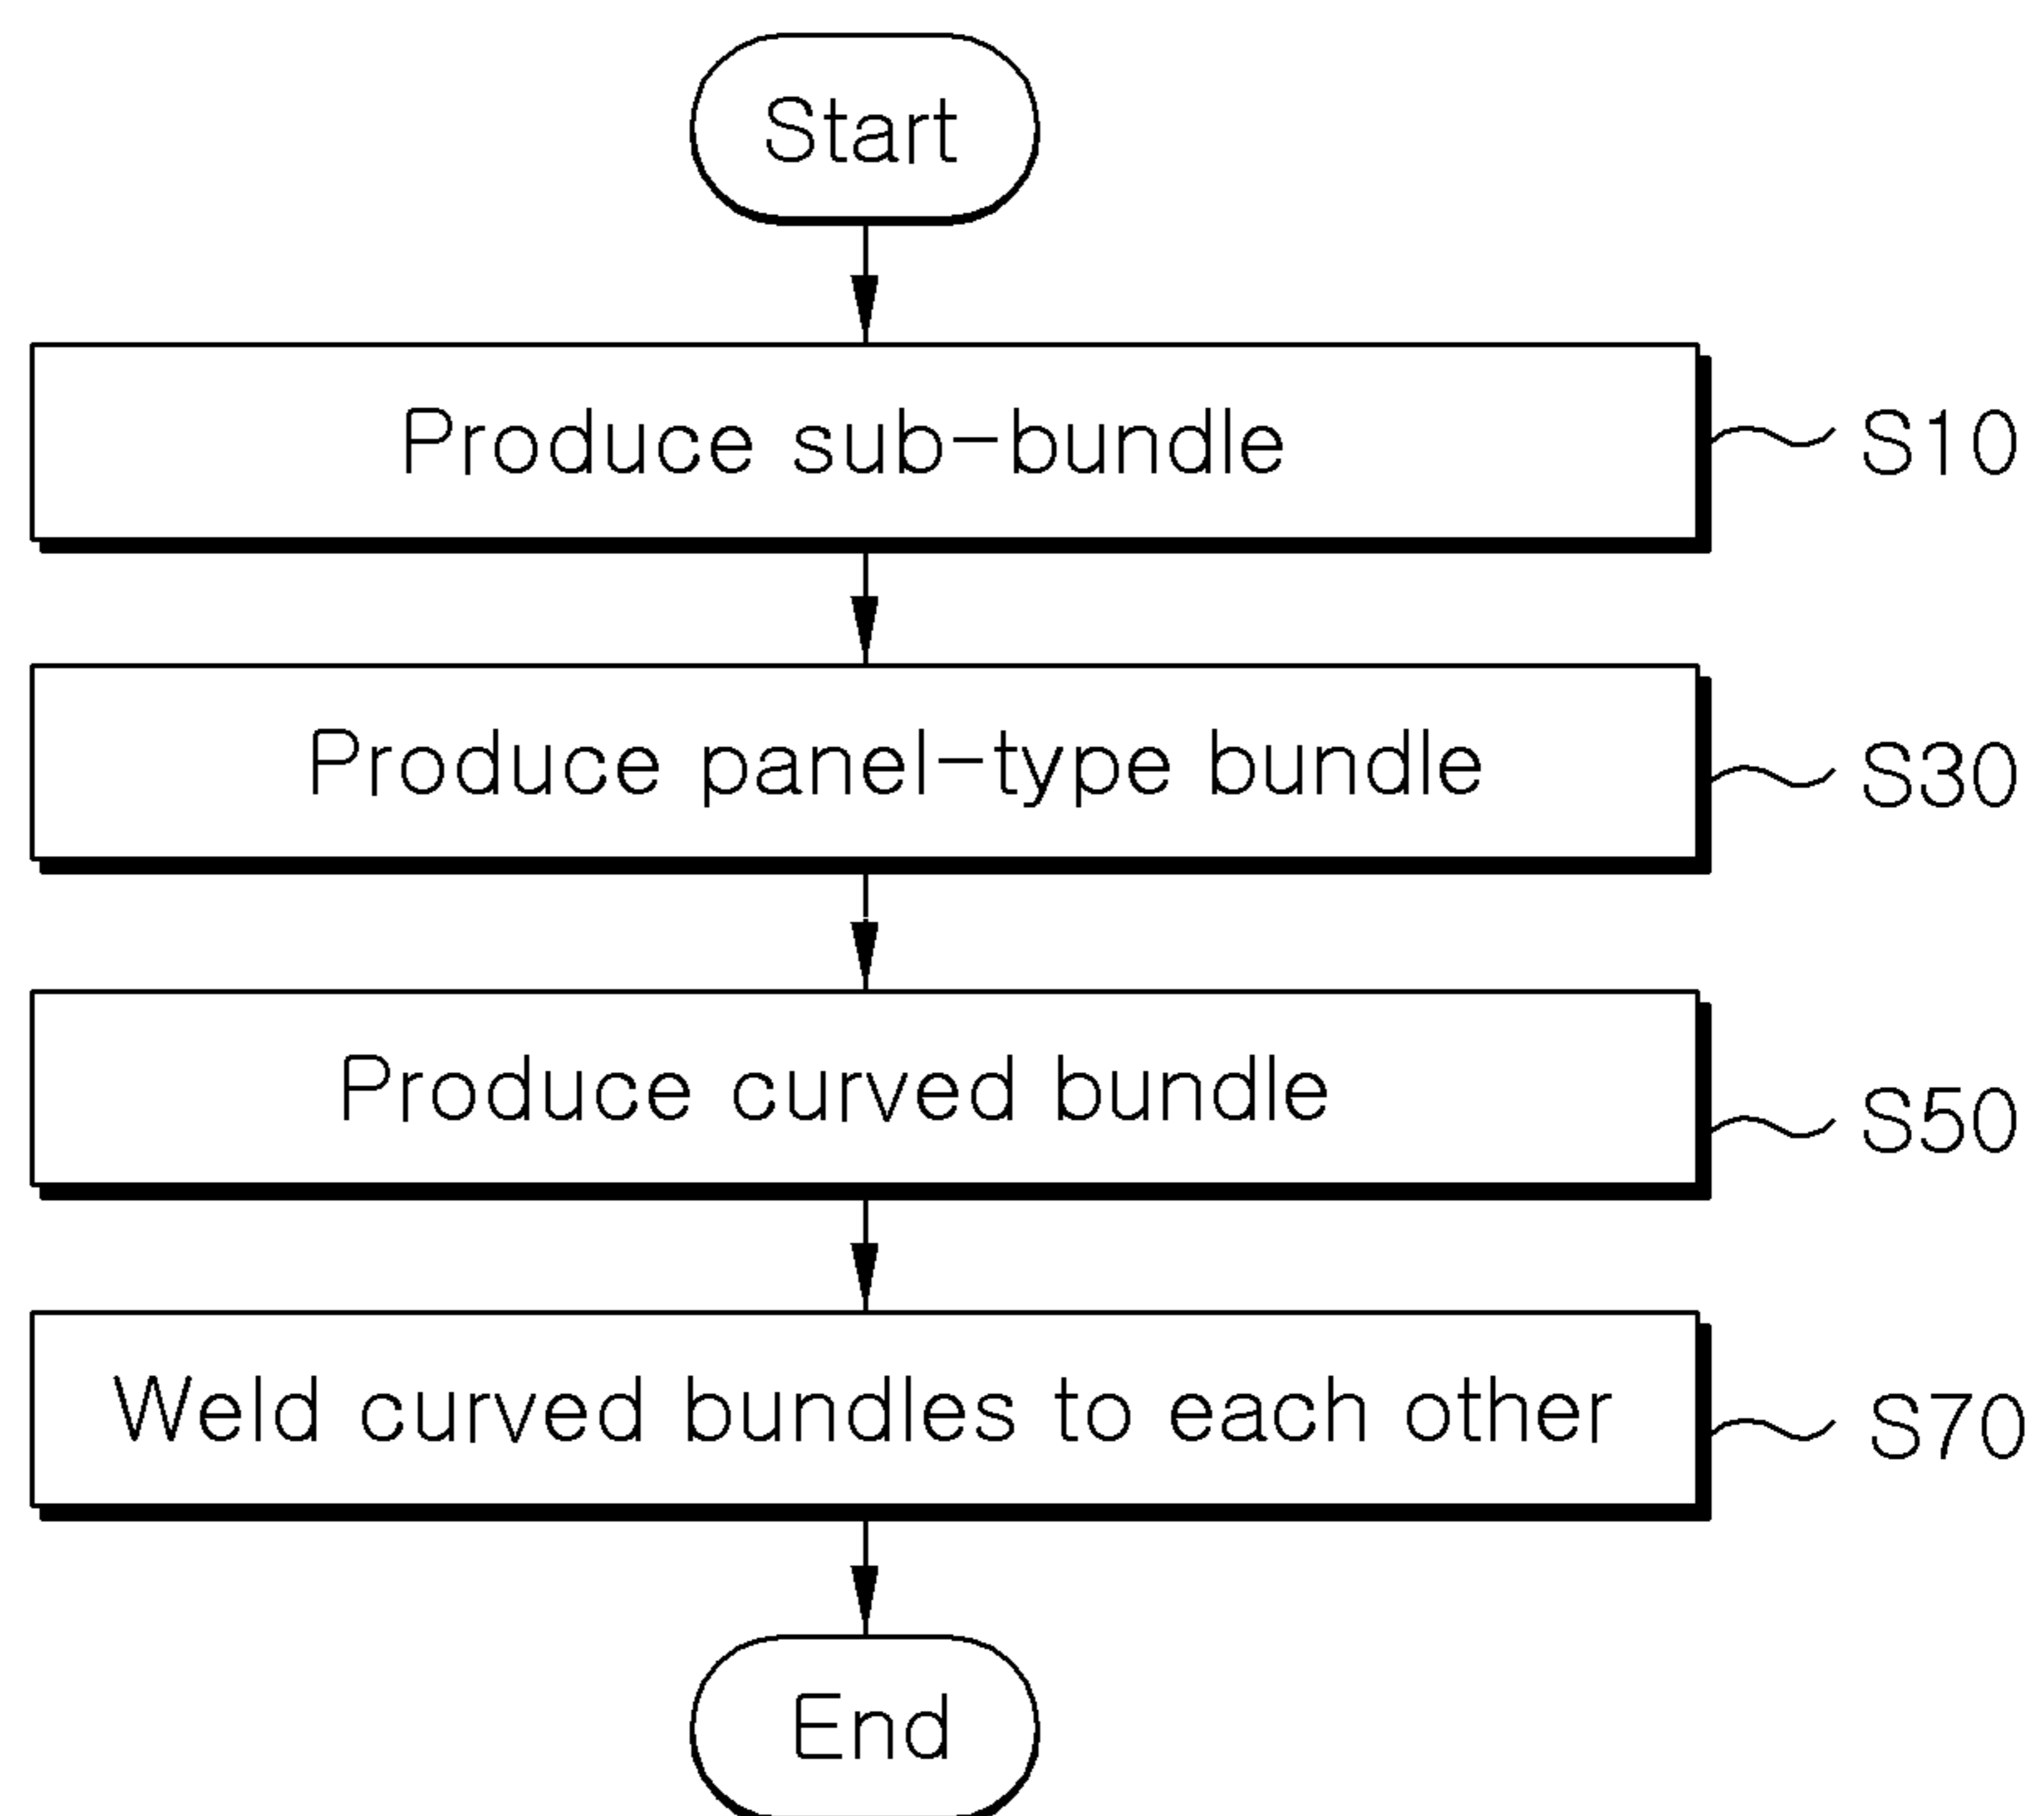 Start
Produce sub-bundle
S10
Produce panel-type bundle
S30
Produce curved bundle
S50
Weld curved bundles to each other
S70
End